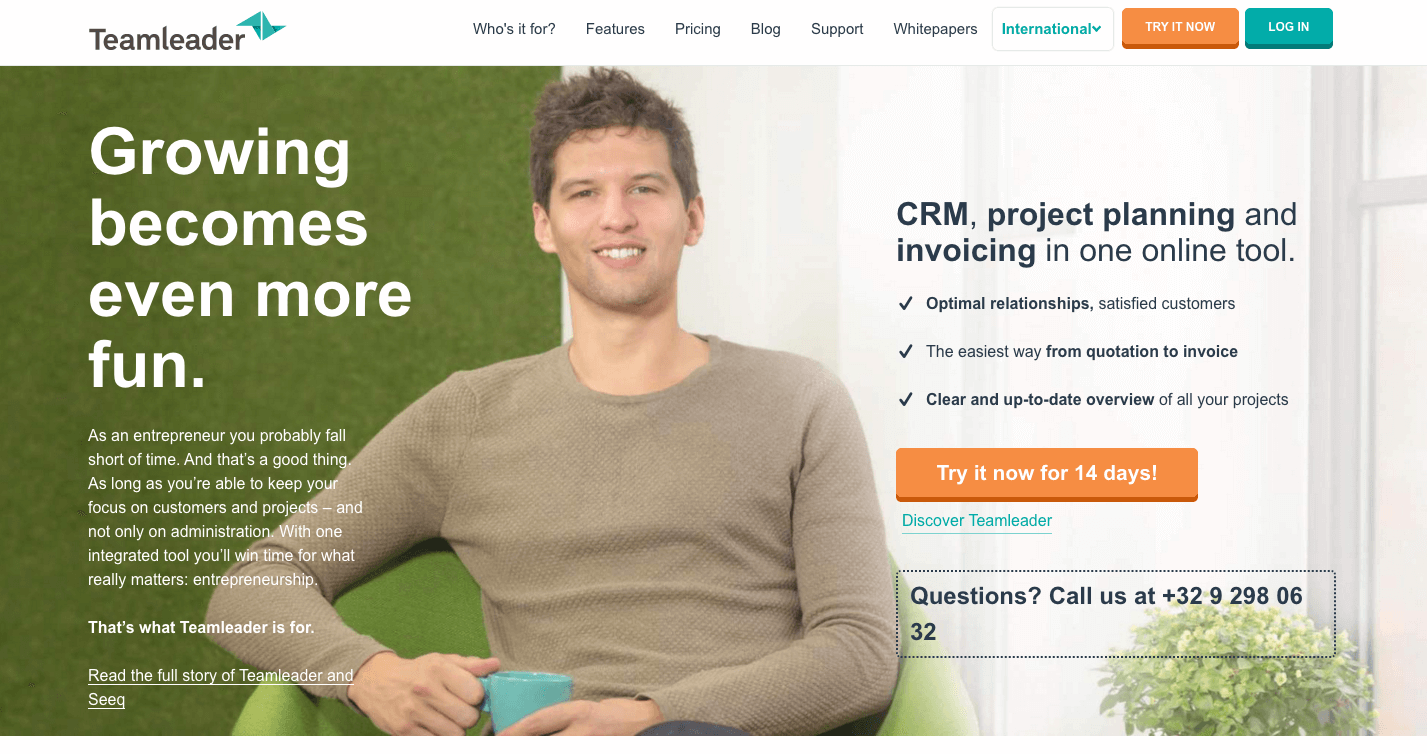 Teamleader
Who's it for?
Features
Pricing
Blog
Support
Whitepapers
International
TRY IT NOW
LOG IN
Growing
becomes
even more
fun.
As an entrepreneur you probably fall
short of time. And that’s a good thing.
As long as you’re able to keep your
focus on customers and projects – and
not only on administration. With one
integrated tool you’ll win time for what
really matters: entrepreneurship.
That’s what Teamleader is for.
Read the full story of Teamleader and
Seeq
CRM, project planning and
invoicing in one online tool.
Optimal relationships, satisfied customers
The easiest way from quotation to invoice
Clear and up-to-date overview of all your projects
Try it now for 14 days!
Discover Teamleader
Questions? Call us at +32 9 298 06
32